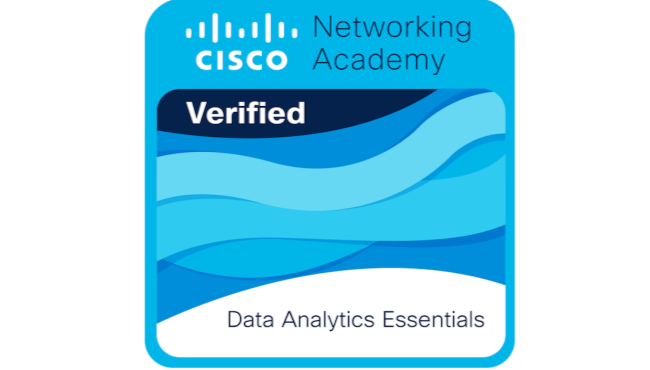 CISCO
Networking
Academy
Verified
Data Analytics Essentials